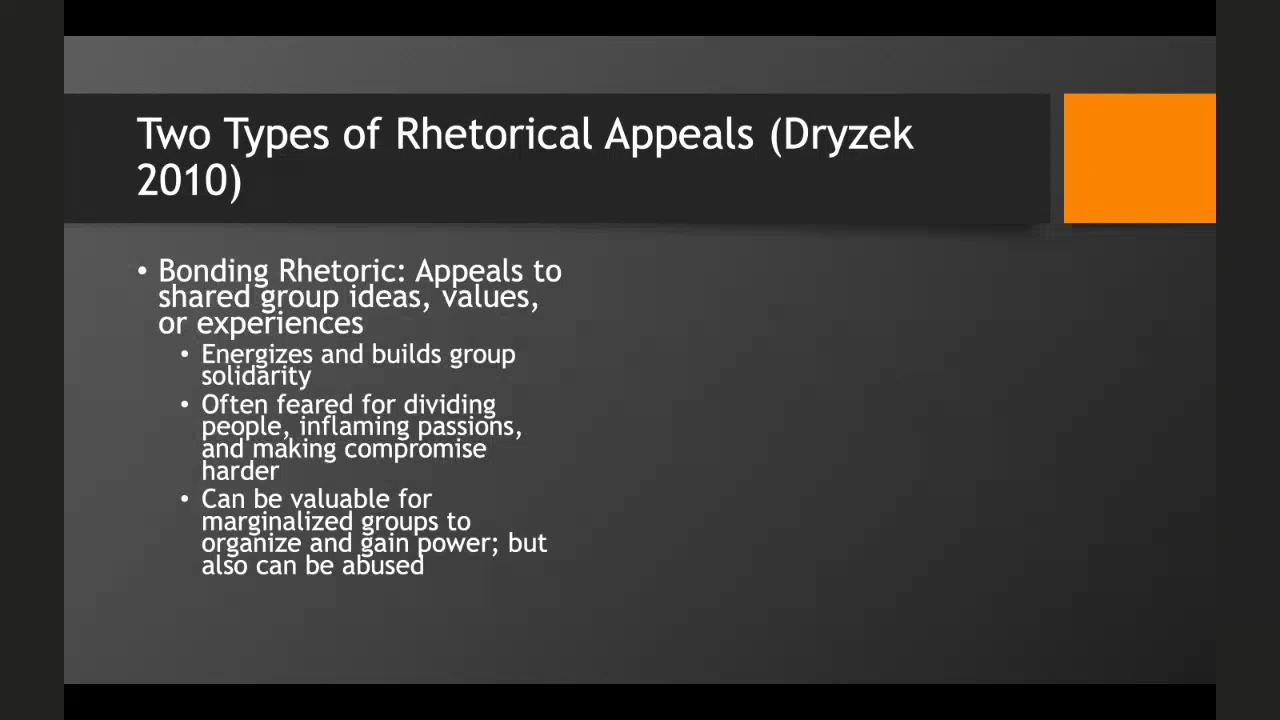 Two Types of Rhetorical Appeals (Dryzek
2010)
• Bonding Rhetoric: Appeals to
shared group ideas, values,
or experiences
• Energizes and builds group
solidarity
• Often feared for dividing
people, inflaming passions,
and making compromise
harder
• Can be valuable for
marginalized groups to
organize and gain power; but
also can be abused